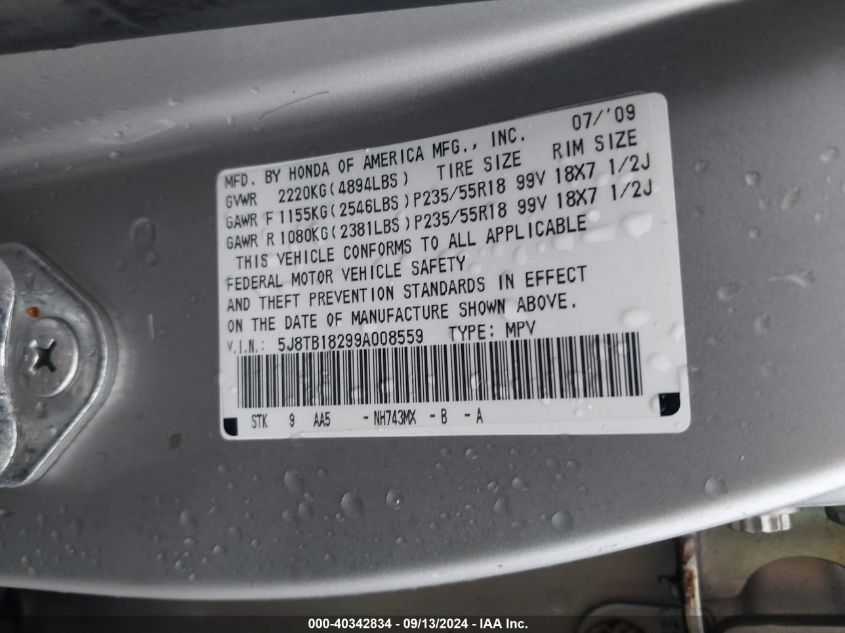 MFD. BY HONDA OF AMERICA MFG., INC. 07/'09
GVWR 2220KG(4894LBS) TIRE SIZE RIM SIZE
GAWR F 1155KG(2546LBS)P235/55R18 99V 18X7 1/2J
GAWR R 1080KG(2381LBS)P235/55R18 99V 18X7 1/2J
THIS VEHICLE CONFORMS TO ALL APPLICABLE
FEDERAL MOTOR VEHICLE SAFETY
AND THEFT PREVENTION STANDARDS IN EFFECT
ON THE DATE OF MANUFACTURE SHOWN ABOVE.
V.I.N.: 5J8TB18299A008559 TYPE: MPV
STK 9 AA5 -NH743MX -B -A
000-40342834 - 09/13/2024 - IAA Inc.